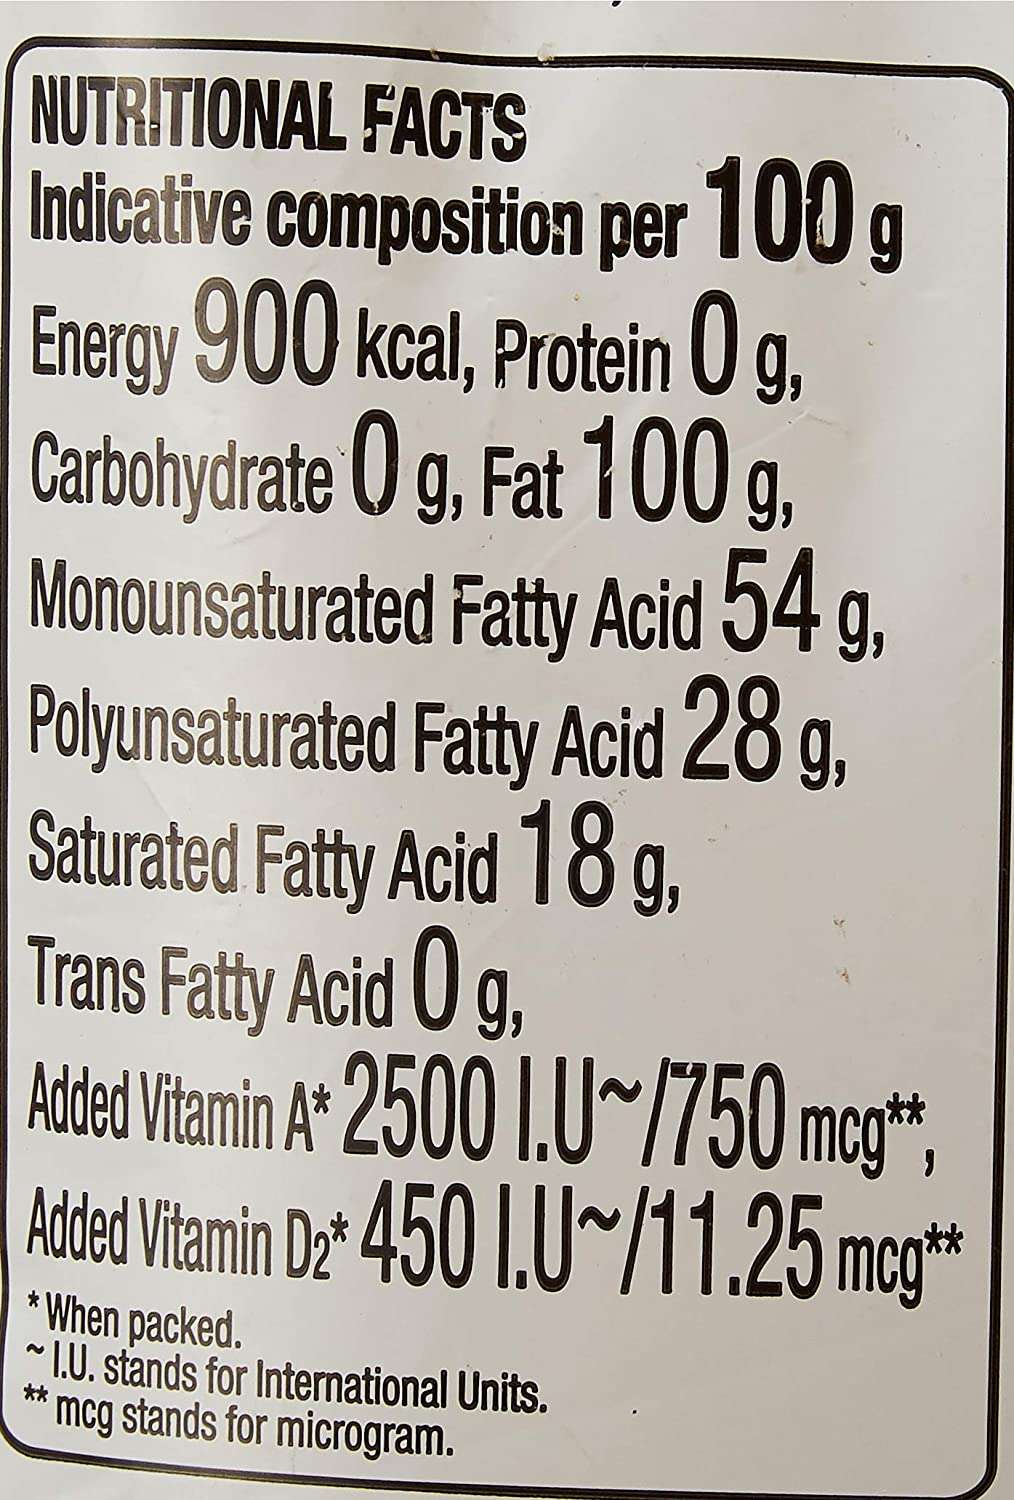 NUTRITIONAL FACTS
Indicative composition per 100 g
Energy 900 kcal, Protein 0 g,
Carbohydrate 0 g, Fat 100 g,
Monounsaturated Fatty Acid 54 g,
Polyunsaturated Fatty Acid 28 g,
Saturated Fatty Acid 18 g,
Trans Fatty Acid 0 g,
Added Vitamin A* 2500 I.U~/750 mcg**,
Added Vitamin D2* 450 I.U~/11.25 mcg**
* When packed.
~ I.U. stands for International Units.
** mcg stands for microgram.